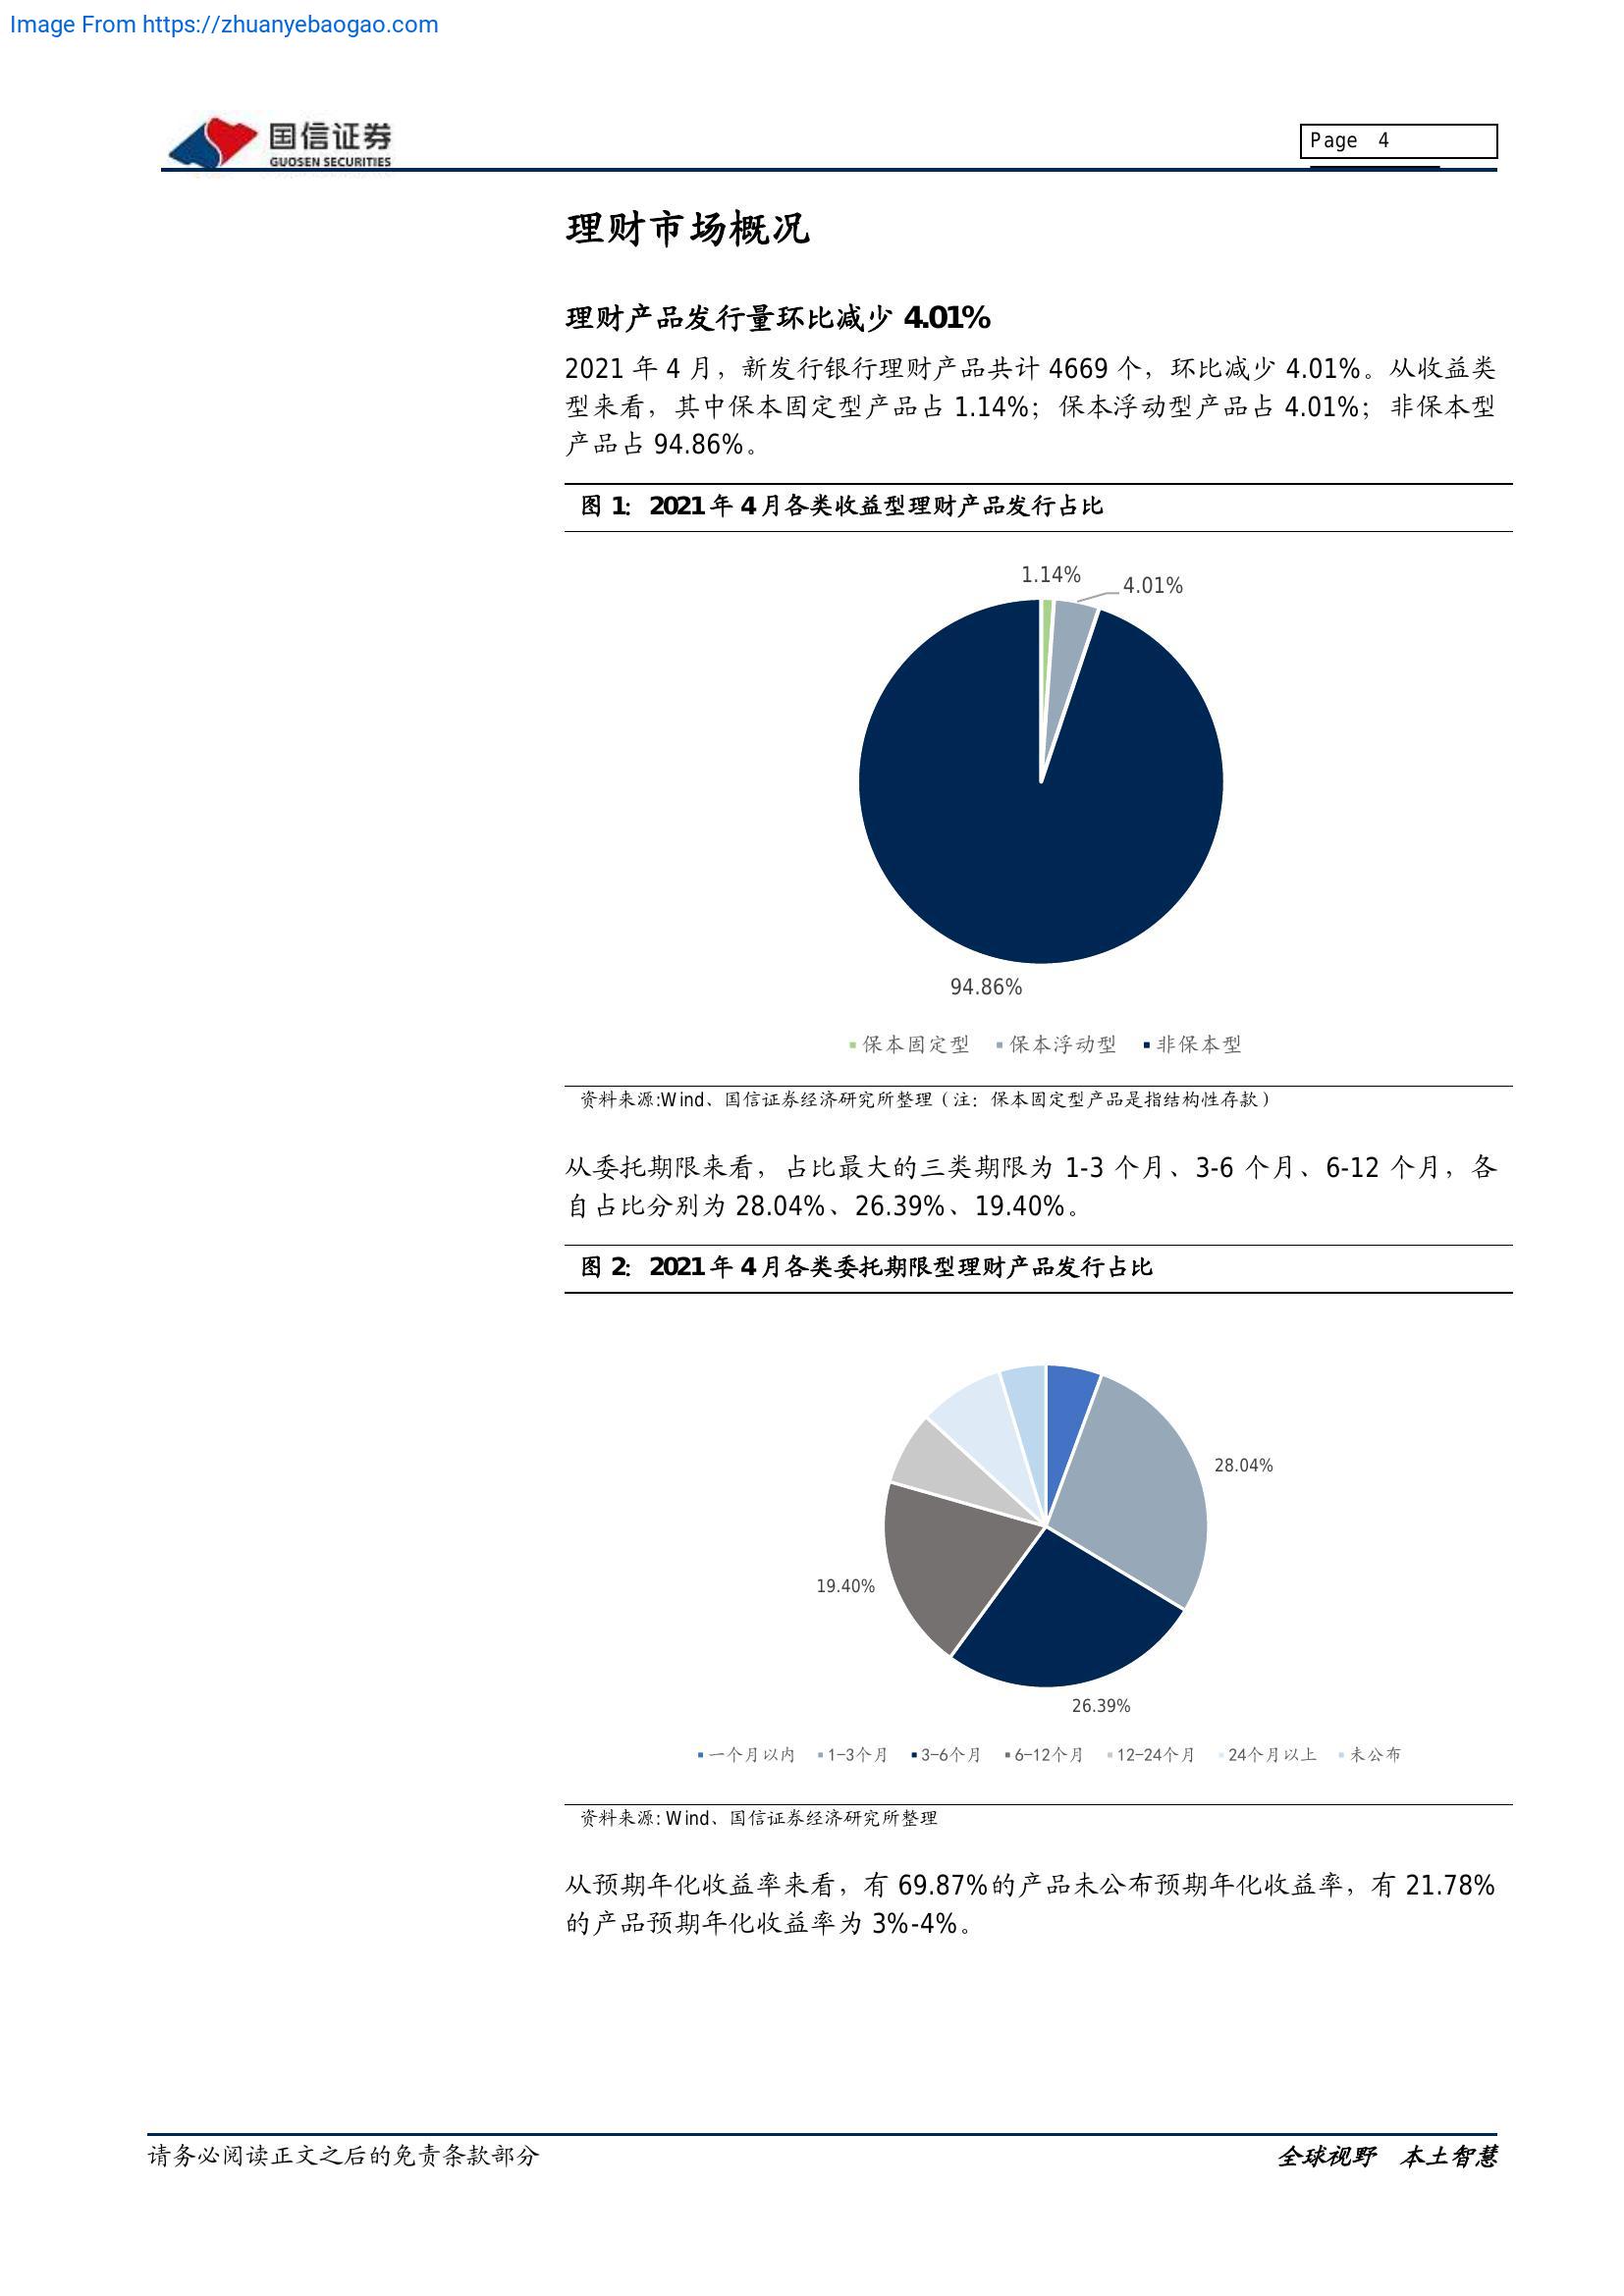 Image From https://zhuanyebaogao.com
国信证券
GUOSEN SECURITIES
Page 4
理财市场概况
理财产品发行量环比减少 4.01%
2021 年 4 月，新发行银行理财产品共计 4669 个，环比减少 4.01%。从收益类
型来看，其中保本固定型产品占 1.14%；保本浮动型产品占 4.01%；非保本型
产品占 94.86%。
图 1： 2021 年 4 月各类收益型理财产品发行占比
1.14%
4.01%
94.86%
保本固定型 保本浮动型 非保本型
资料来源:Wind、国信证券经济研究所整理（注：保本固定型产品是指结构性存款）
从委托期限来看，占比最大的三类期限为 1-3 个月、3-6 个月、6-12 个月，各
自占比分别为 28.04%、26.39%、19.40%。
图 2： 2021 年 4 月各类委托期限型理财产品发行占比
28.04%
19.40%
26.39%
一个月以内 1-3个月 3-6个月 6-12个月 12-24个月 24个月以上 未公布
资料来源: Wind、国信证券经济研究所整理
从预期年化收益率来看，有 69.87%的产品未公布预期年化收益率，有 21.78%
的产品预期年化收益率为 3%-4%。
请务必阅读正文之后的免责条款部分
全球视野 本土智慧